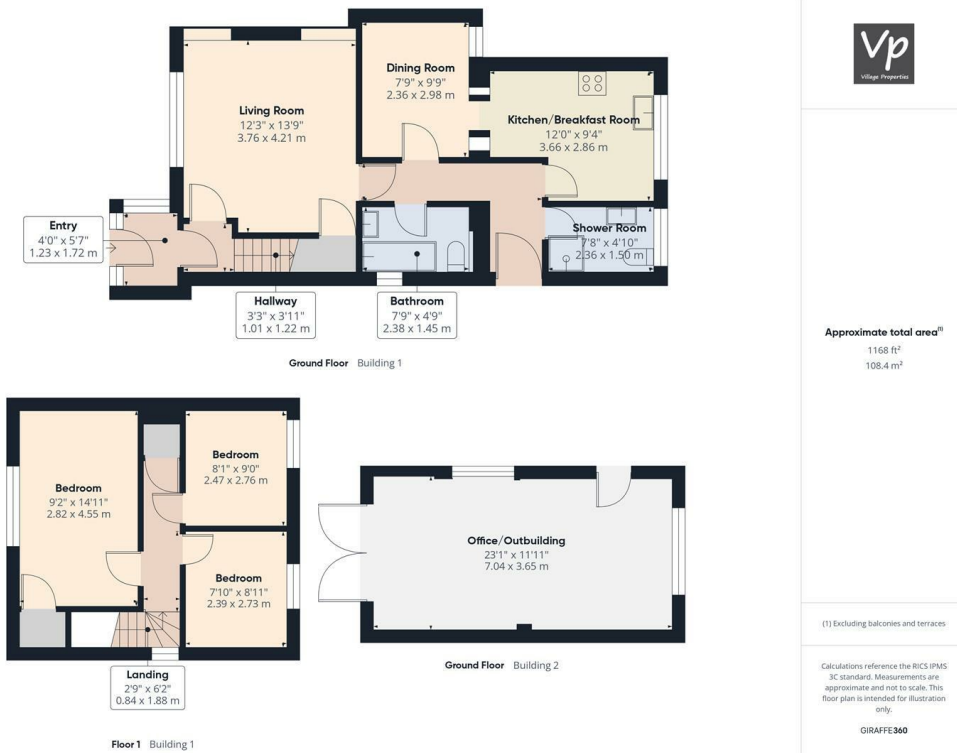 Dining Room
7'9" x 9'9"
2.36 x 2.98 m
Living Room
12'3" x 13'9"
3.76 x 4.21 m
Kitchen/Breakfast Room
12'0" x 9'4"
3.66 x 2.86 m
Entry
4'0" x 5'7"
1.23 x 1.72 m
Shower Room
7'8" x 4'10"
2.36 x 1.50 m
Hallway
3'3" x 3'11"
1.01 x 1.22 m
Bathroom
7'9" x 4'9"
2.38 x 1.45 m
Ground Floor Building 1
Bedroom
9'2" x 14'11"
2.82 x 4.55 m
Bedroom
8'1" x 9'0"
2.47 x 2.76 m
Bedroom
7'10" x 8'11"
2.39 x 2.73 m
Landing
2'9" x 6'2"
0.84 x 1.88 m
Floor 1 Building 1
Office/Outbuilding
23'1" x 11'11"
7.04 x 3.65 m
Ground Floor Building 2
Vp
Village Properties
Approximate total area(1)
1168 ft²
108.4 m²
(1) Excluding balconies and terraces
Calculations reference the RICS IPMS
3C standard. Measurements are
approximate and not to scale. This
floor plan is intended for illustration
only.
GIRAFFE360